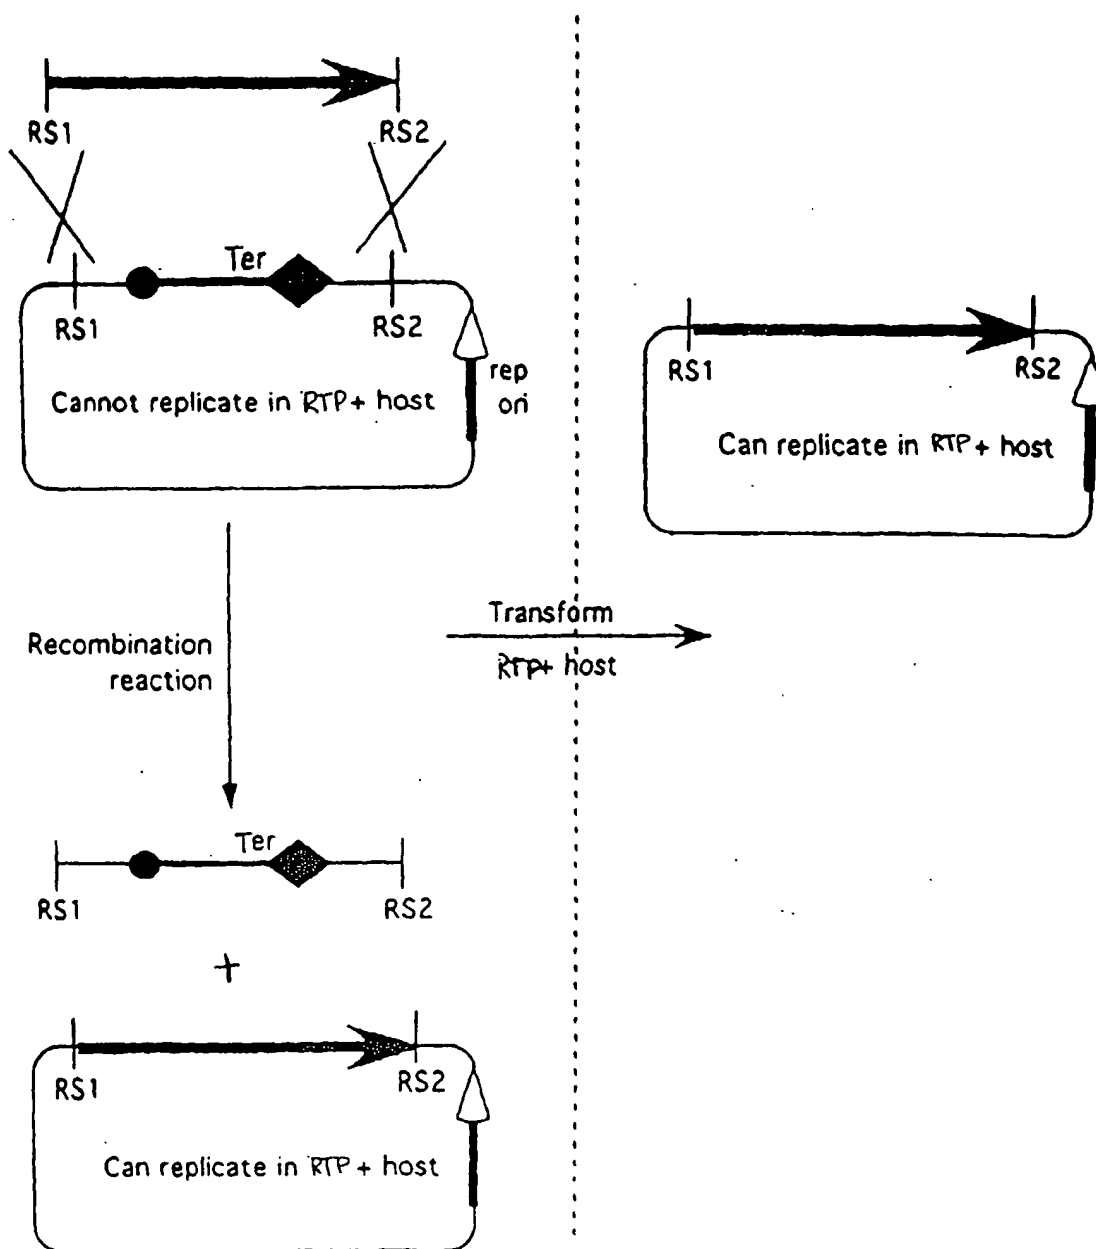 RS1 RS2
Ter
RS1 RS2
rep
ori
Cannot replicate in RTP + host
Recombination
reaction
Transform
RTP+ host
RS1 RS2
Can replicate in RTP + host
Ter
RS1 RS2
+
RS1 RS2
Can replicate in RTP + host